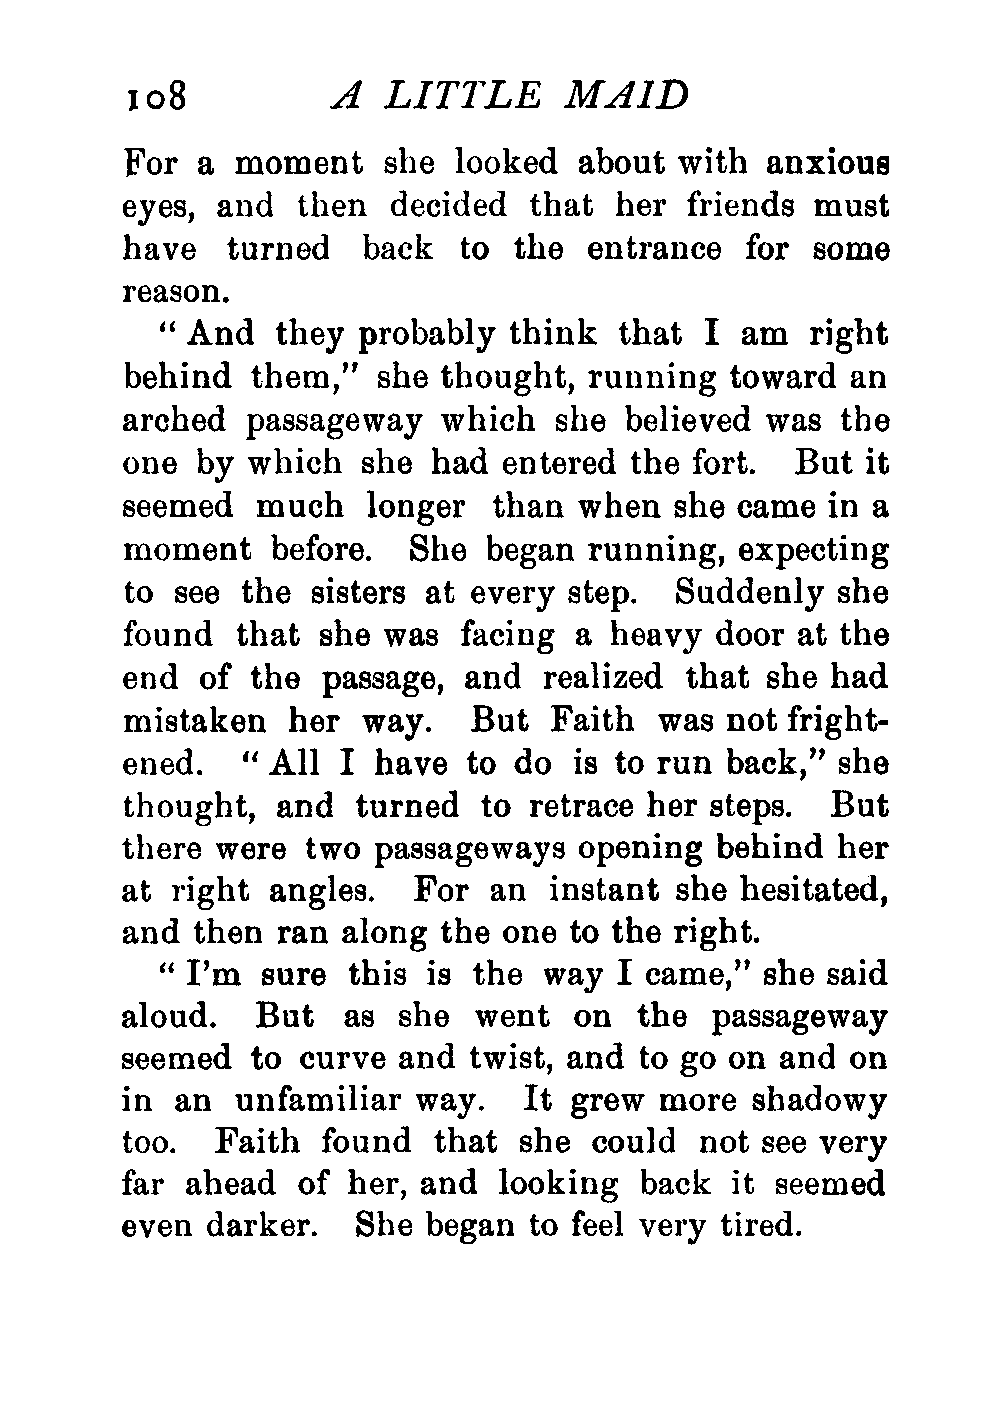 108 A LITTLE MAID
For a moment she looked about with anxious
eyes, and then decided that her friends must
have turned back to the entrance for some
reason.
“ And they probably think that I am right
behind them,” she thought, running toward an
arched passageway which she believed was the
one by which she had entered the fort. But it
seemed much longer than when she came in a
moment before. She began running, expecting
to see the sisters at every step. Suddenly she
found that she was facing a heavy door at the
end of the passage, and realized that she had
mistaken her way. But Faith was not fright-
ened. “ All I have to do is to run back,” she
thought, and turned to retrace her steps. But
there were two passageways opening behind her
at right angles. For an instant she hesitated,
and then ran along the one to the right.
“ I’m sure this is the way I came,” she said
aloud. But as she went on the passageway
seemed to curve and twist, and to go on and on
in an unfamiliar way. It grew more shadowy
too. Faith found that she could not see very
far ahead of her, and looking back it seemed
even darker. She began to feel very tired.